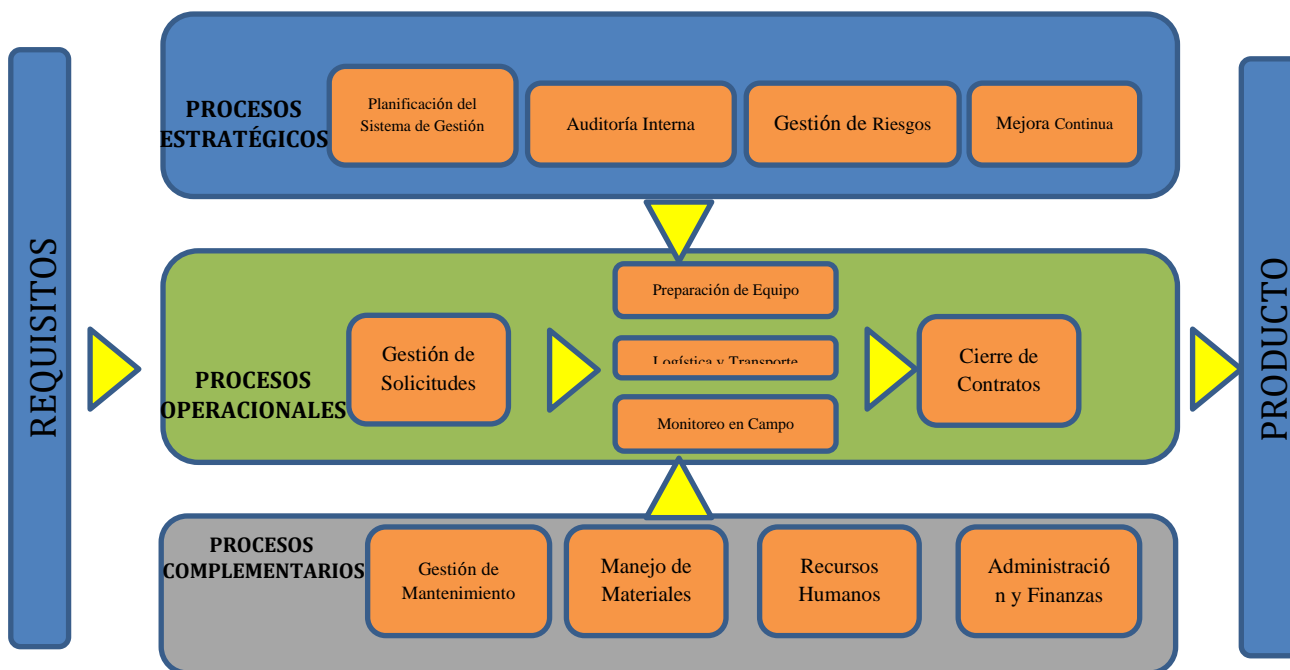 REQUISITOS
PROCESOS
ESTRATÉGICOS
Planificación del
Sistema de Gestión
Auditoría Interna
Gestión de Riesgos
Mejora Continua
PROCESOS
OPERACIONALES
Gestión de
Solicitudes
Preparación de Equipo
Logística y Transporte
Monitoreo en Campo
Cierre de
Contratos
PROCESOS
COMPLEMENTARIOS
Gestión de
Mantenimiento
Manejo de
Materiales
Recursos
Humanos
Administració
n y Finanzas
PRODUCTO